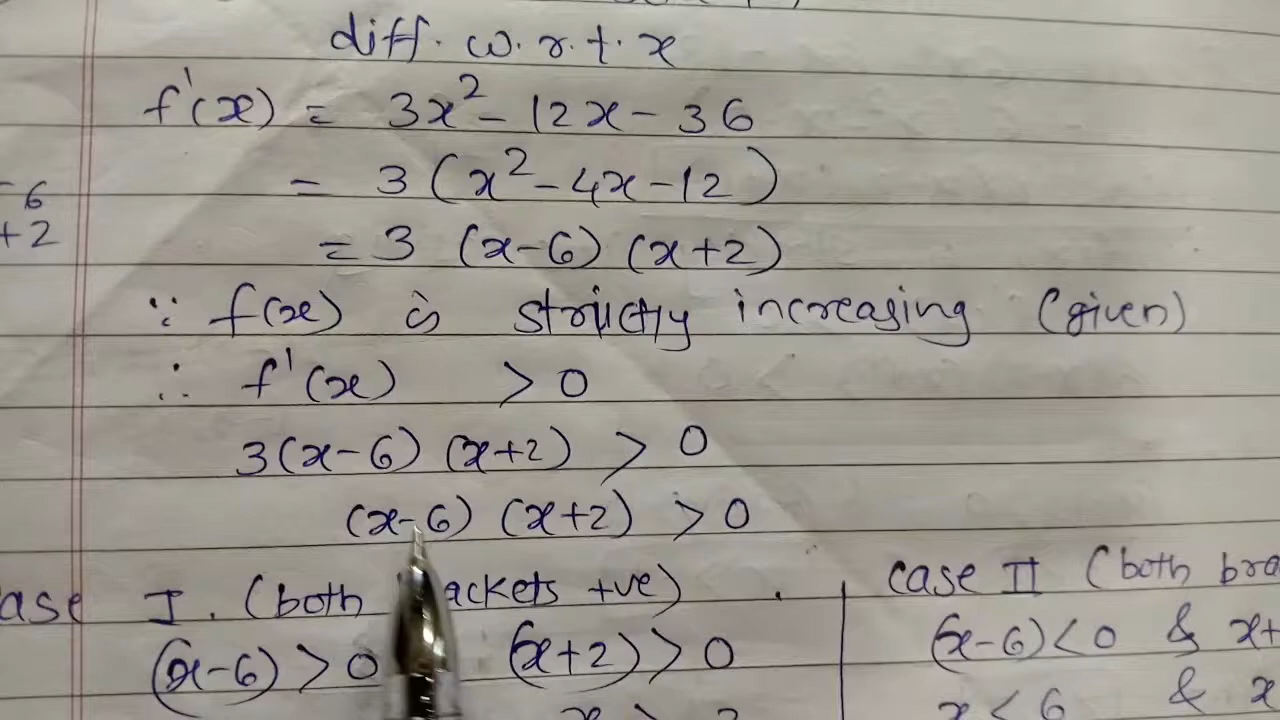 diff. w.r.t. x
f'(x) = 3x² - 12x - 36
= 3 (x² - 4x - 12)
-6
+2
= 3 (x-6) (x+2)
∵ f(x) is strictly increasing (given)
∴ f'(x) > 0
3(x-6) (x+2) > 0
(x-6) (x+2) > 0
ase I. (both ackets +ve)
case II (both bra
(x-6) > 0 (x+2) > 0
(x-6) < 0 & x+
x < 6 & x